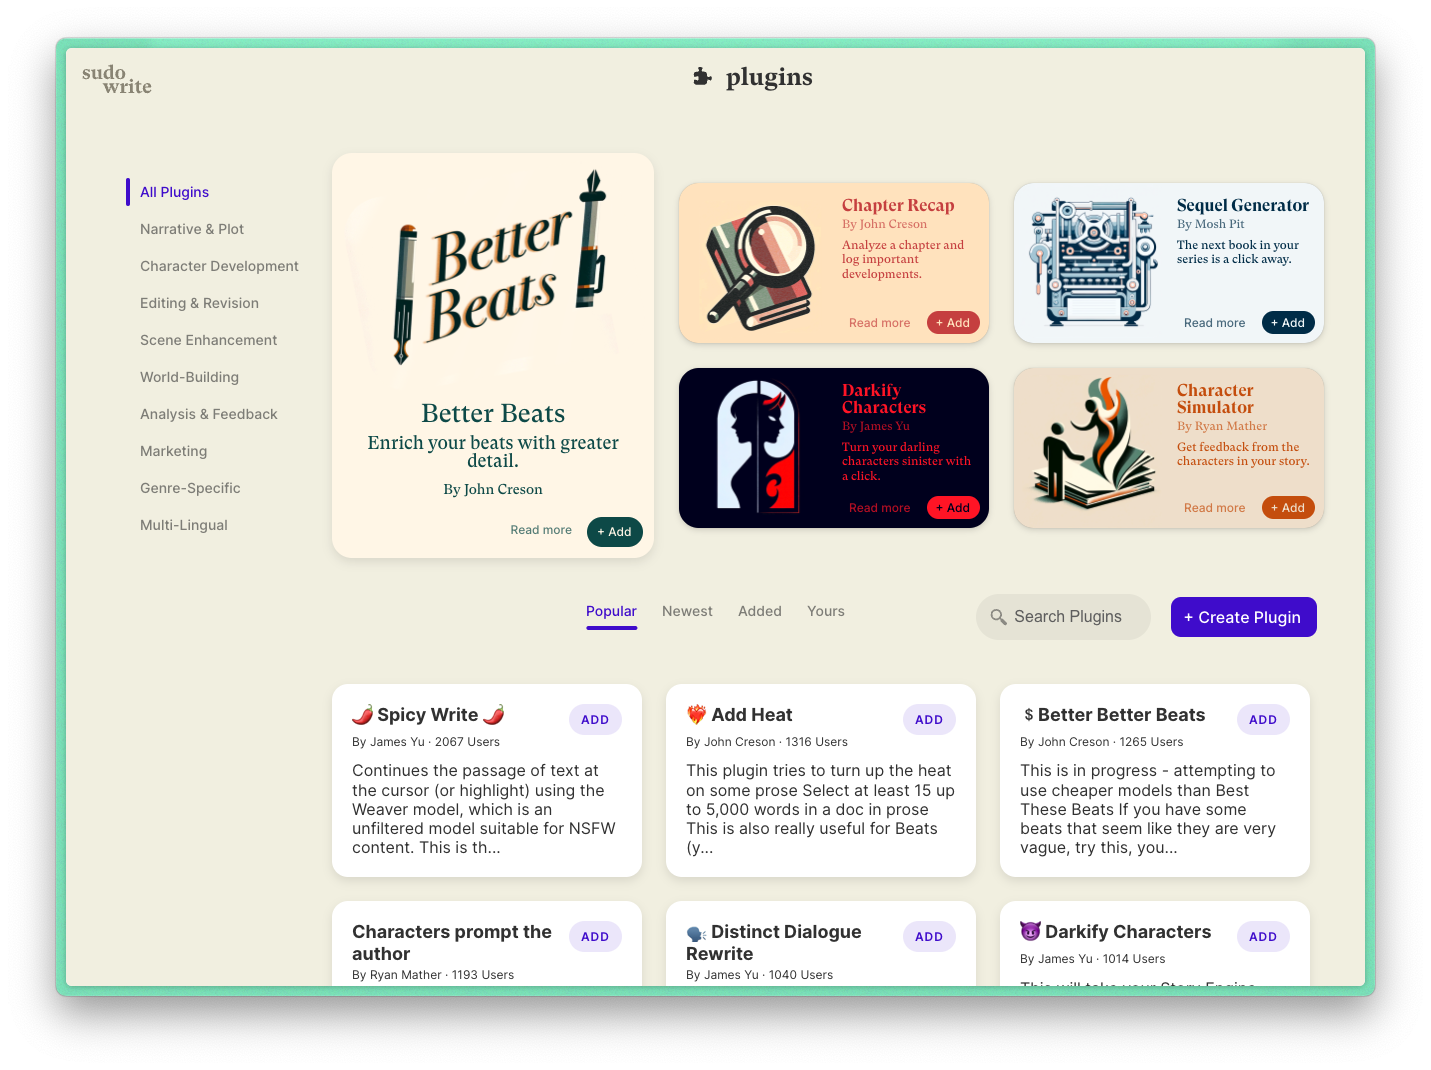 sudo
write
plugins
All Plugins
Narrative & Plot
Character Development
Editing & Revision
Scene Enhancement
World-Building
Analysis & Feedback
Marketing
Genre-Specific
Multi-Lingual
Better
Beats
Better Beats
Enrich your beats with greater
detail.
By John Creson
Read more
+ Add
Chapter Recap
By John Creson
Analyze a chapter and
log important
developments.
Read more
+ Add
Sequel Generator
By Mosh Pit
The next book in your
series is a click away.
Read more
+ Add
Darkify
Characters
By James Yu
Turn your darling
characters sinister with
a click.
Read more
+ Add
Character
Simulator
By Ryan Mather
Get feedback from the
characters in your story.
Read more
+ Add
Popular
Newest
Added
Yours
Search Plugins
+ Create Plugin
🌶️ Spicy Write 🌶️
ADD
By James Yu · 2067 Users
Continues the passage of text at
the cursor (or highlight) using the
Weaver model, which is an
unfiltered model suitable for NSFW
content. This is th...
❤️‍🔥 Add Heat
ADD
By John Creson · 1316 Users
This plugin tries to turn up the heat
on some prose Select at least 15 up
to 5,000 words in a doc in prose
This is also really useful for Beats
(y...
$ Better Better Beats
ADD
By John Creson · 1265 Users
This is in progress - attempting to
use cheaper models than Best
These Beats If you have some
beats that seem like they are very
vague, try this, you...
Characters prompt the
author
ADD
By Ryan Mather · 1193 Users
🗣️ Distinct Dialogue
Rewrite
ADD
By James Yu · 1040 Users
😈 Darkify Characters
ADD
By James Yu · 1014 Users
This will take your Story Engine